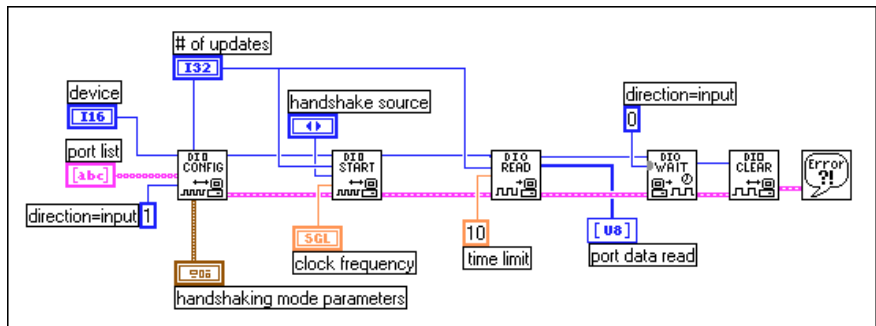 # of updates
I32
device
I16
port list
[abc]
direction=input 1
DIO CONFIG
handshaking mode parameters
handshake source
DIO START
SGL
clock frequency
DIO READ
10
time limit
direction=input
0
DIO WAIT
[U8]
port data read
DIO CLEAR
Error
?!